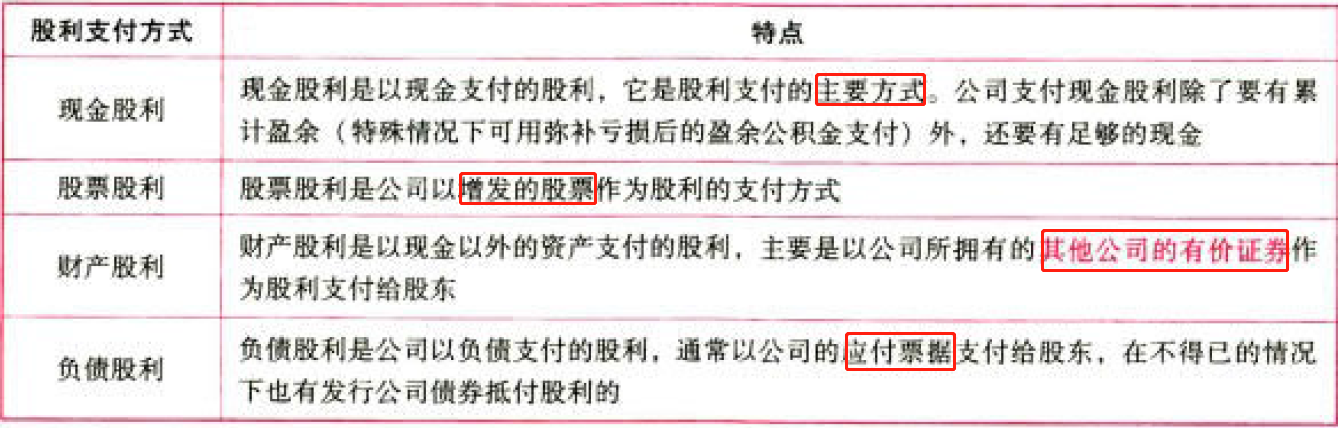 股利支付方式 特点
现金股利
现金股利是以现金支付的股利，它是股利支付的主要方式。公司支付现金股利除了要有累
计盈余（特殊情况下可用弥补亏损后的盈余公积金支付）外，还要有足够的现金
股票股利 股票股利是公司以增发的股票作为股利的支付方式
财产股利
财产股利是以现金以外的资产支付的股利，主要是以公司所拥有的其他公司的有价证券作
为股利支付给股东
负债股利
负债股利是公司以负债支付的股利，通常以公司的应付票据支付给股东，在不得已的情况
下也有发行公司债券抵付股利的